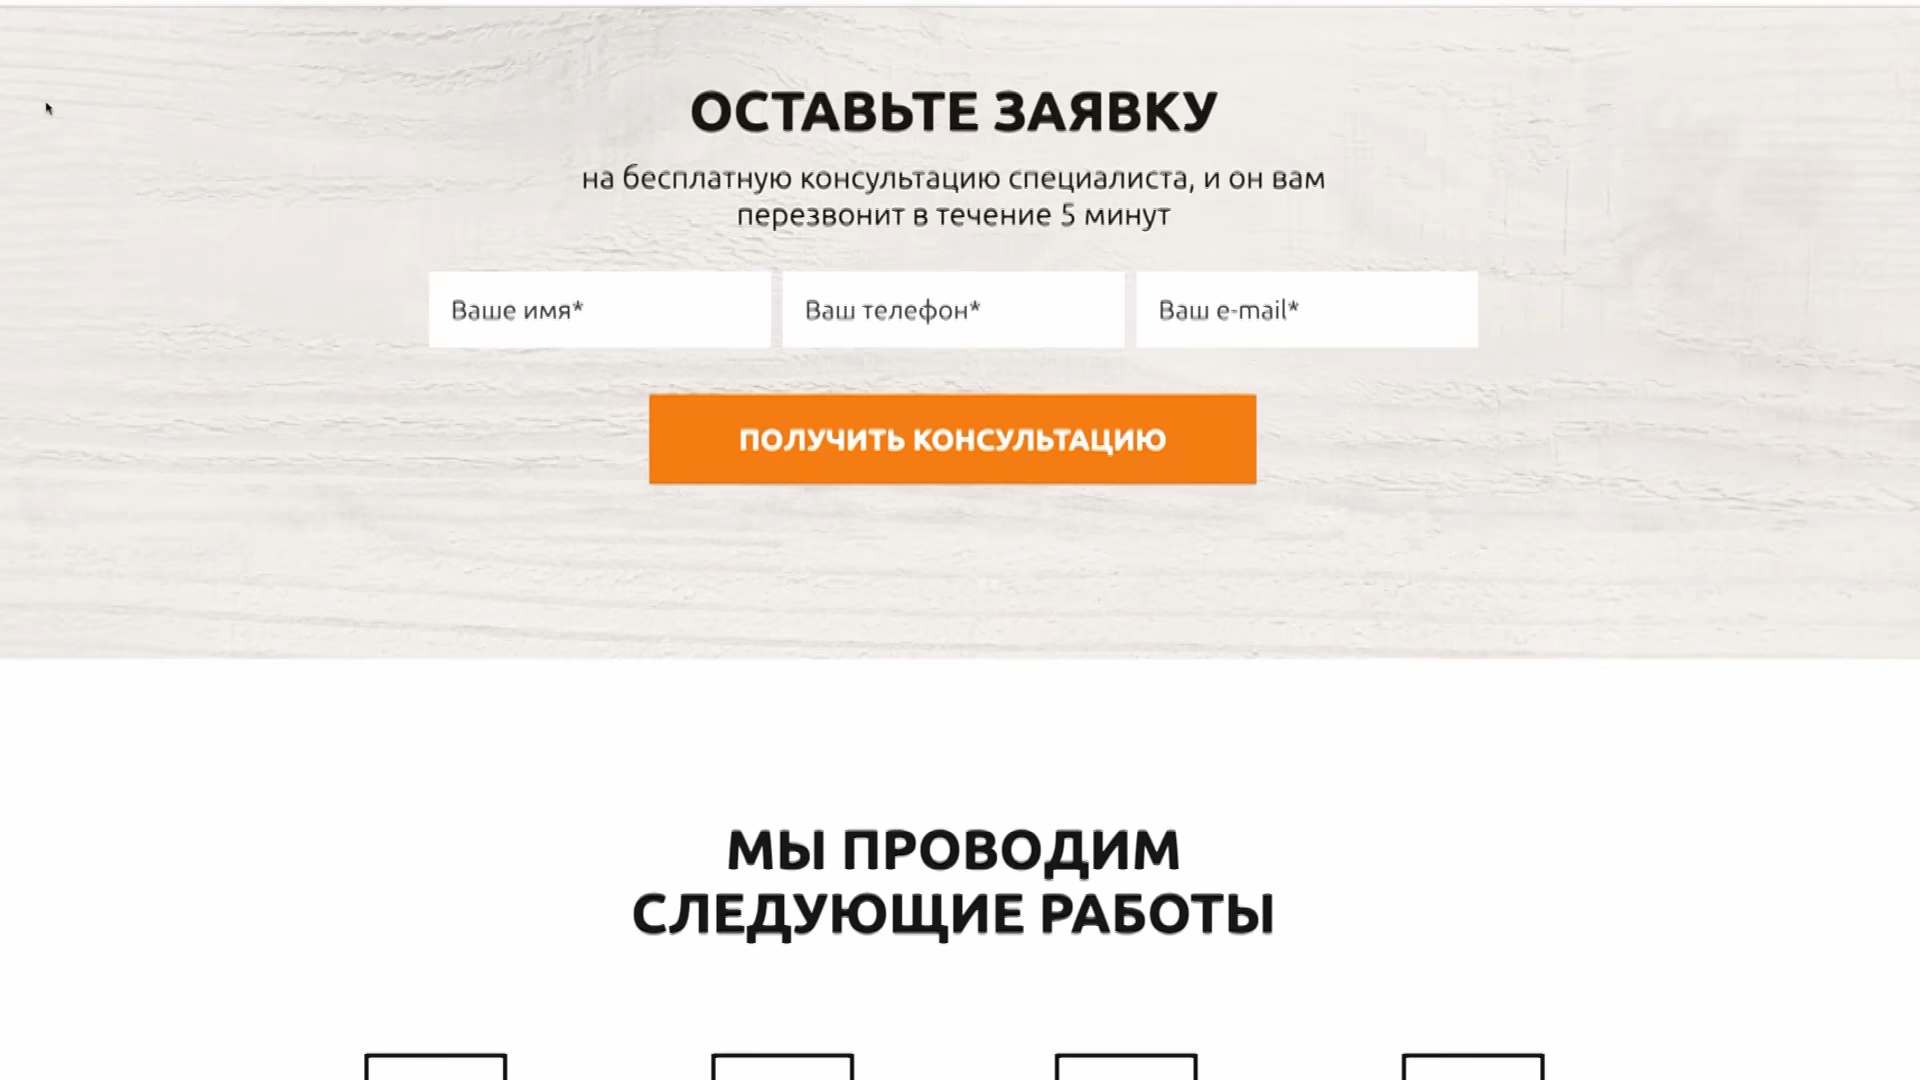 ОСТАВЬТЕ ЗАЯВКУ
на бесплатную консультацию специалиста, и он вам
перезвонит в течение 5 минут
Ваше имя*
Ваш телефон*
Ваш e-mail*
ПОЛУЧИТЬ КОНСУЛЬТАЦИЮ
МЫ ПРОВОДИМ
СЛЕДУЮЩИЕ РАБОТЫ